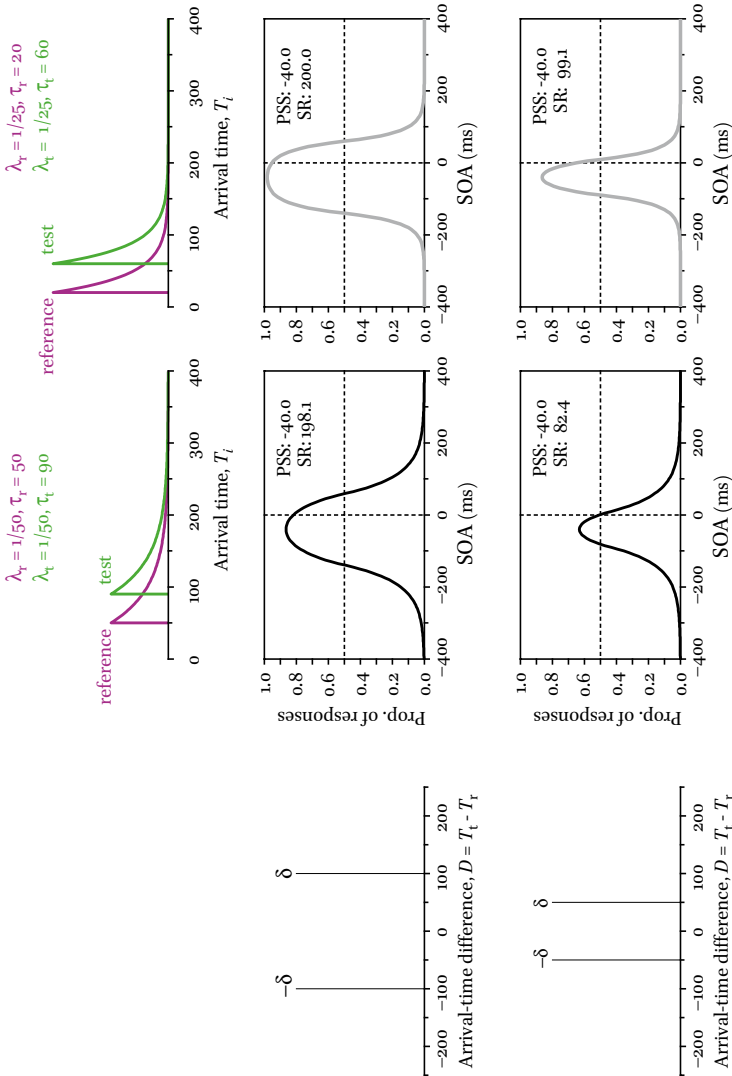 λr = 1/50, τr = 50
λt = 1/50, τt = 90
λr = 1/25, τr = 20
λt = 1/25, τt = 60
reference
test
reference
test
0 100 200 300 400
Arrival time, Ti
0 100 200 300 400
Arrival time, Ti
−δ δ
−200 −100 0 100 200
Arrival-time difference, D = Tt - Tr
Prop. of responses
1.0
0.8
0.6
0.4
0.2
0.0
PSS: -40.0
SR: 198.1
−400 −200 0 200 400
SOA (ms)
1.0
0.8
0.6
0.4
0.2
0.0
PSS: -40.0
SR: 200.0
−400 −200 0 200 400
SOA (ms)
−δ δ
−200 −100 0 100 200
Arrival-time difference, D = Tt - Tr
Prop. of responses
1.0
0.8
0.6
0.4
0.2
0.0
PSS: -40.0
SR: 82.4
−400 −200 0 200 400
SOA (ms)
1.0
0.8
0.6
0.4
0.2
0.0
PSS: -40.0
SR: 99.1
−400 −200 0 200 400
SOA (ms)